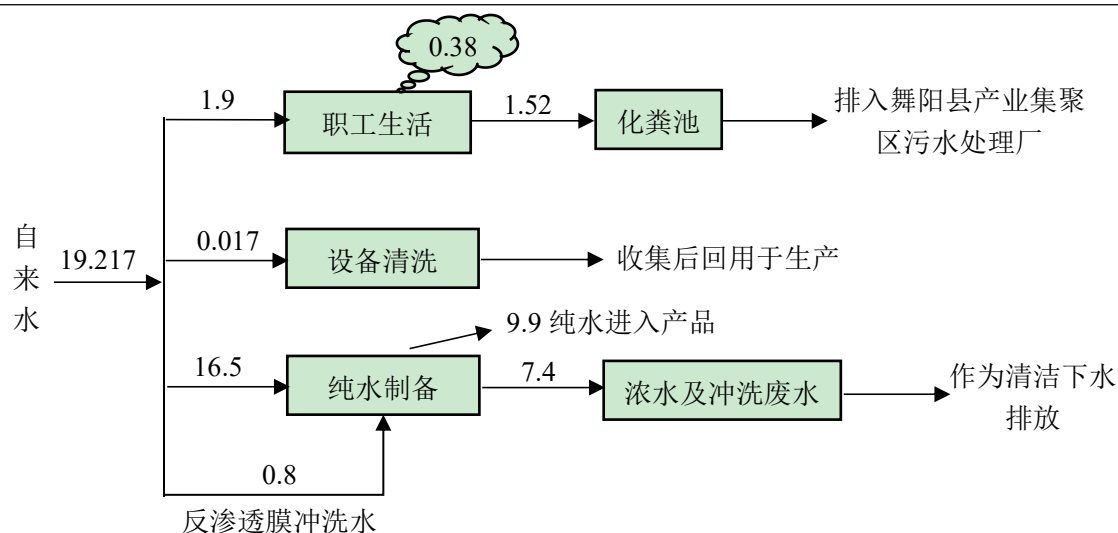 0.38
1.9
职工生活
1.52
化粪池
排入舞阳县产业集聚
区污水处理厂
自
来
水
19.217
0.017
设备清洗
收集后回用于生产
9.9 纯水进入产品
16.5
纯水制备
7.4
浓水及冲洗废水
作为清洁下水
排放
0.8
反渗透膜冲洗水